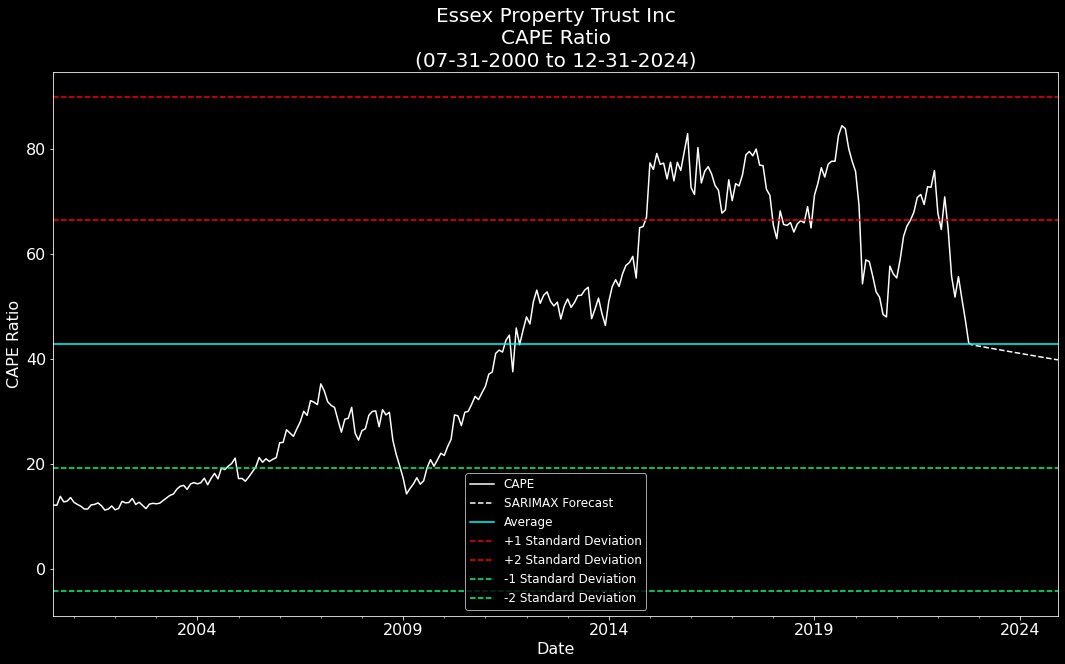 Essex Property Trust Inc
CAPE Ratio
(07-31-2000 to 12-31-2024)
CAPE Ratio
80
60
40
20
0
CAPE
SARIMAX Forecast
Average
+1 Standard Deviation
+2 Standard Deviation
-1 Standard Deviation
-2 Standard Deviation
2004 2009 2014 2019 2024
Date